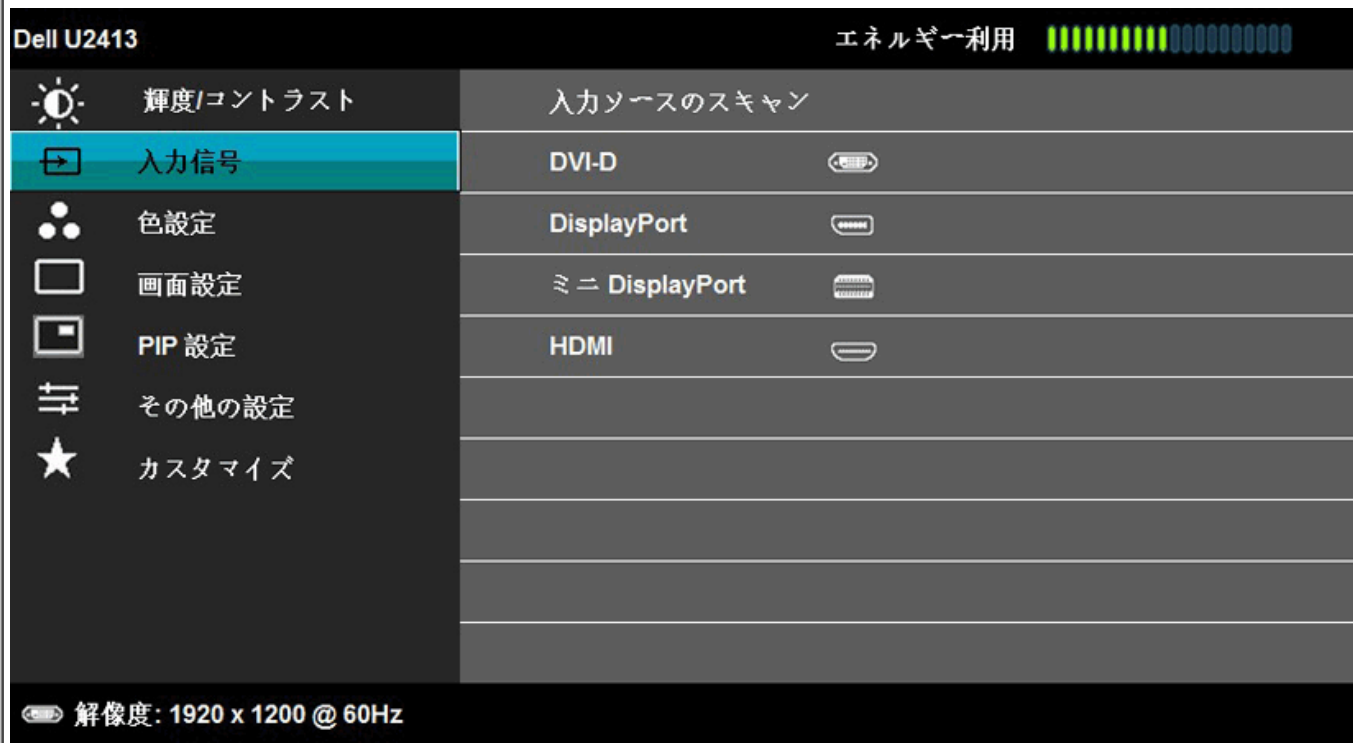 Dell U2413 エネルギー利用
輝度/コントラスト 入力ソースのスキャン
入力信号 DVI-D
色設定 DisplayPort
画面設定 ミニ DisplayPort
PIP 設定 HDMI
その他の設定
カスタマイズ
解像度: 1920 x 1200 @ 60Hz